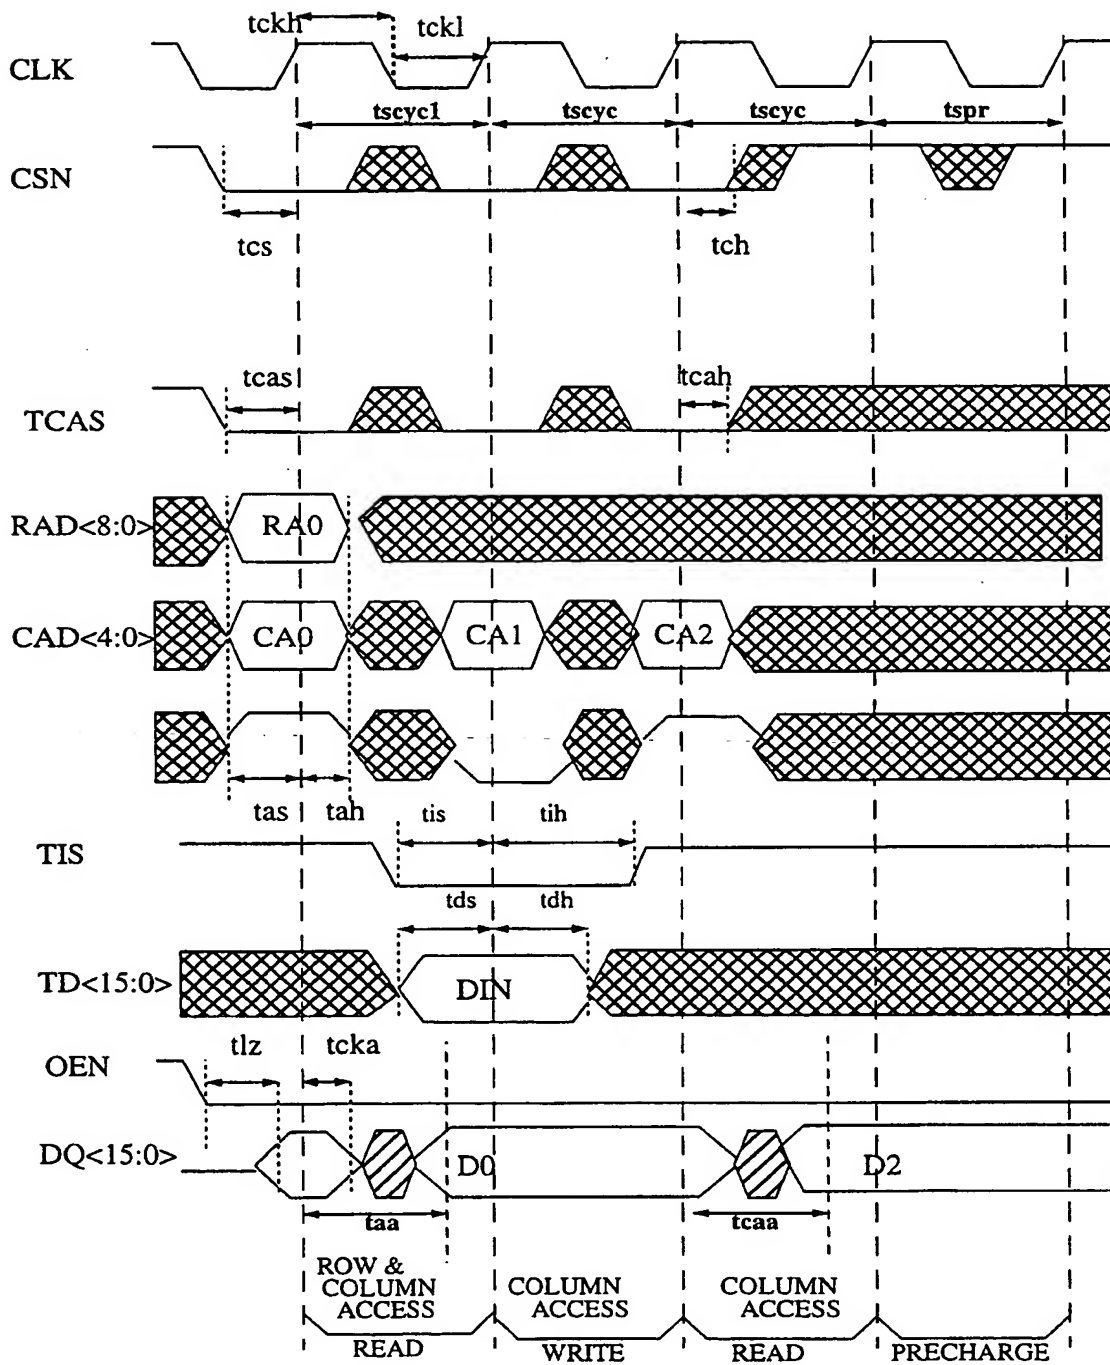 tckh
tckl
CLK
tscyc1
tscyc
tscyc
tspr
CSN
tcs
tch
tcas
tcah
TCAS
RAD<8:0>
RA0
CAD<4:0>
CA0
CA1
CA2
tas
tah
tis
tih
TIS
tds
tdh
TD<15:0>
DIN
tlz
tcka
OEN
DQ<15:0>
D0
D2
taa
tcaa
ROW &
COLUMN
ACCESS
COLUMN
ACCESS
COLUMN
ACCESS
READ
WRITE
READ
PRECHARGE